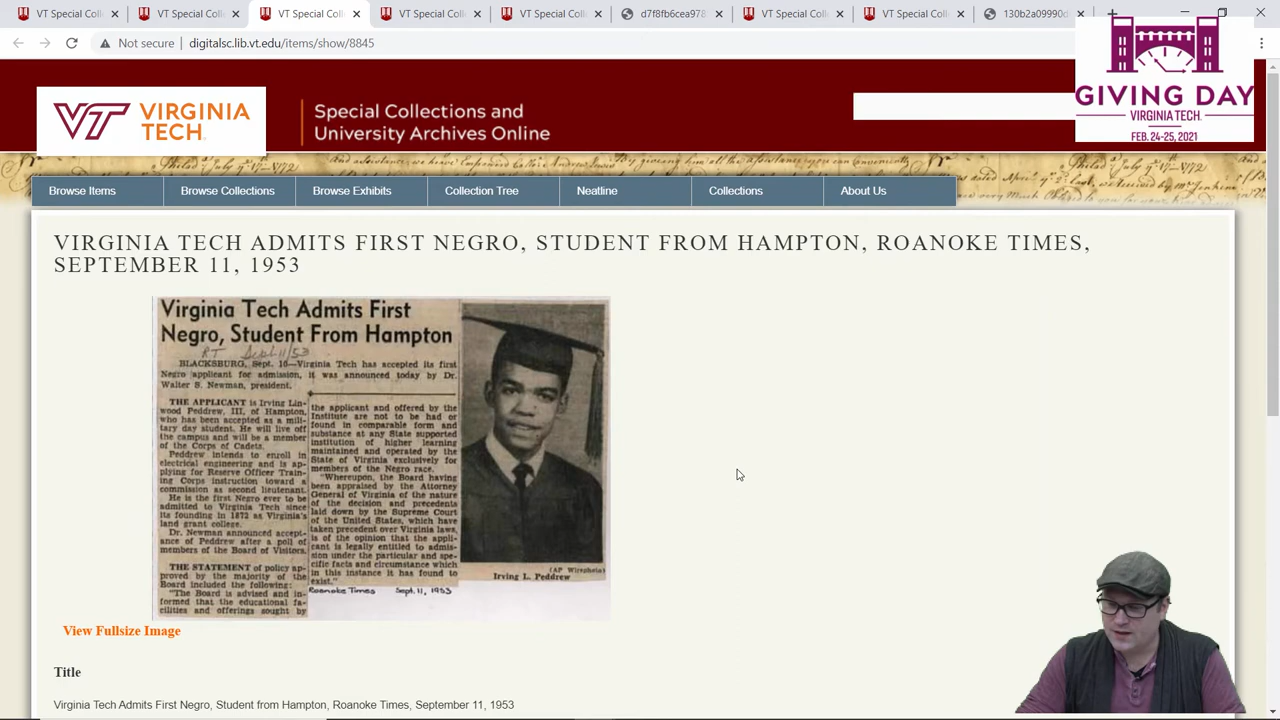 VT Special Collec
VT Special Collec
VT Special Collec
VT Special Collec
VT Special Collec
d7f8fb6cea978
VT Special Collec
VT Special Collec
130b2a09990d
Not secure
digitalsc.lib.vt.edu/items/show/8845
VIRGINIA TECH
Special Collections and
University Archives Online
GIVING DAY
VIRGINIA TECH.
FEB. 24-25, 2021
Browse Items
Browse Collections
Browse Exhibits
Collection Tree
Neatline
Collections
About Us
VIRGINIA TECH ADMITS FIRST NEGRO, STUDENT FROM HAMPTON, ROANOKE TIMES,
SEPTEMBER 11, 1953
Virginia Tech Admits First
Negro, Student From Hampton
RT Sept 11/53
BLACKSBURG, Sept. 10—Virginia Tech has accepted its first
Negro applicant for admission, it was announced today by Dr.
Walter S. Newman, president.
THE APPLICANT is Irving Lin-
wood Peddrew, III, of Hampton,
who has been accepted as a mili-
tary day student. He will live off
the campus and will be a member
of the Corps of Cadets.
Peddrew intends to enroll in
electrical engineering and is ap-
plying for Reserve Officer Train-
ing Corps instruction toward a
commission as second lieutenant.
He is the first Negro ever to be
admitted to Virginia Tech since
its founding in 1872 as Virginia's
land grant college.
Dr. Newman announced accept-
ance of Peddrew after a poll of
members of the Board of Visitors.
THE STATEMENT of policy ap-
proved by the majority of the
Board included the following:
"The Board is advised and in-
formed that the educational fa-
cilities and offerings sought by
the applicant and offered by the
Institute are not to be had or
found in comparable form and
substance at any State supported
institution of higher learning
maintained and operated by the
State of Virginia exclusively for
members of the Negro race.
"Whereupon, the Board having
been appraised by the Attorney
General of Virginia of the nature
of the decision and precedents
laid down by the Supreme Court
of the United States, which have
taken precedent over Virginia laws,
is of the opinion that the appli-
cant is legally entitled to admis-
sion under the particular and spe-
cific facts and circumstance which
in this instance it has found to
exist."
Roanoke Times Sept. 11, 1953
(AP Wirephoto)
Irving L. Peddrew
View Fullsize Image
Title
Virginia Tech Admits First Negro, Student from Hampton, Roanoke Times, September 11, 1953